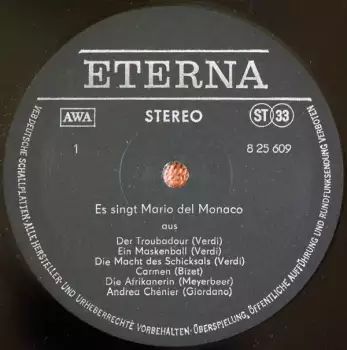 ETERNA
AWA
STEREO
ST 33
1
8 25 609
Es singt Mario del Monaco
aus
Der Troubadour (Verdi)
Ein Maskenball (Verdi)
Die Macht des Schicksals (Verdi)
Carmen (Bizet)
Die Afrikanerin (Meyerbeer)
Andrea Chénier (Giordano)
VEB DEUTSCHE SCHALLPLATTEN·ALLE HERSTELLER- UND URHEBERRECHTE VORBEHALTEN·ÜBERSPIELUNG, ÖFFENTLICHE AUFFÜHRUNG UND RUNDFUNKSENDUNG VERBOTEN